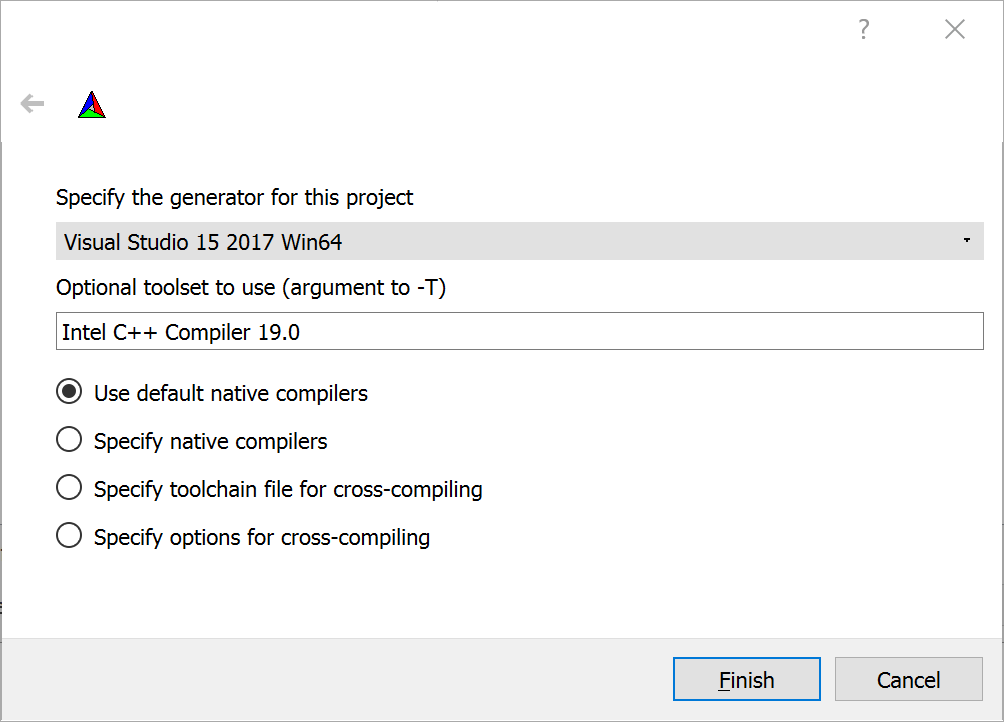 ?
Specify the generator for this project
Visual Studio 15 2017 Win64
Optional toolset to use (argument to -T)
Intel C++ Compiler 19.0
Use default native compilers
Specify native compilers
Specify toolchain file for cross-compiling
Specify options for cross-compiling
Finish
Cancel